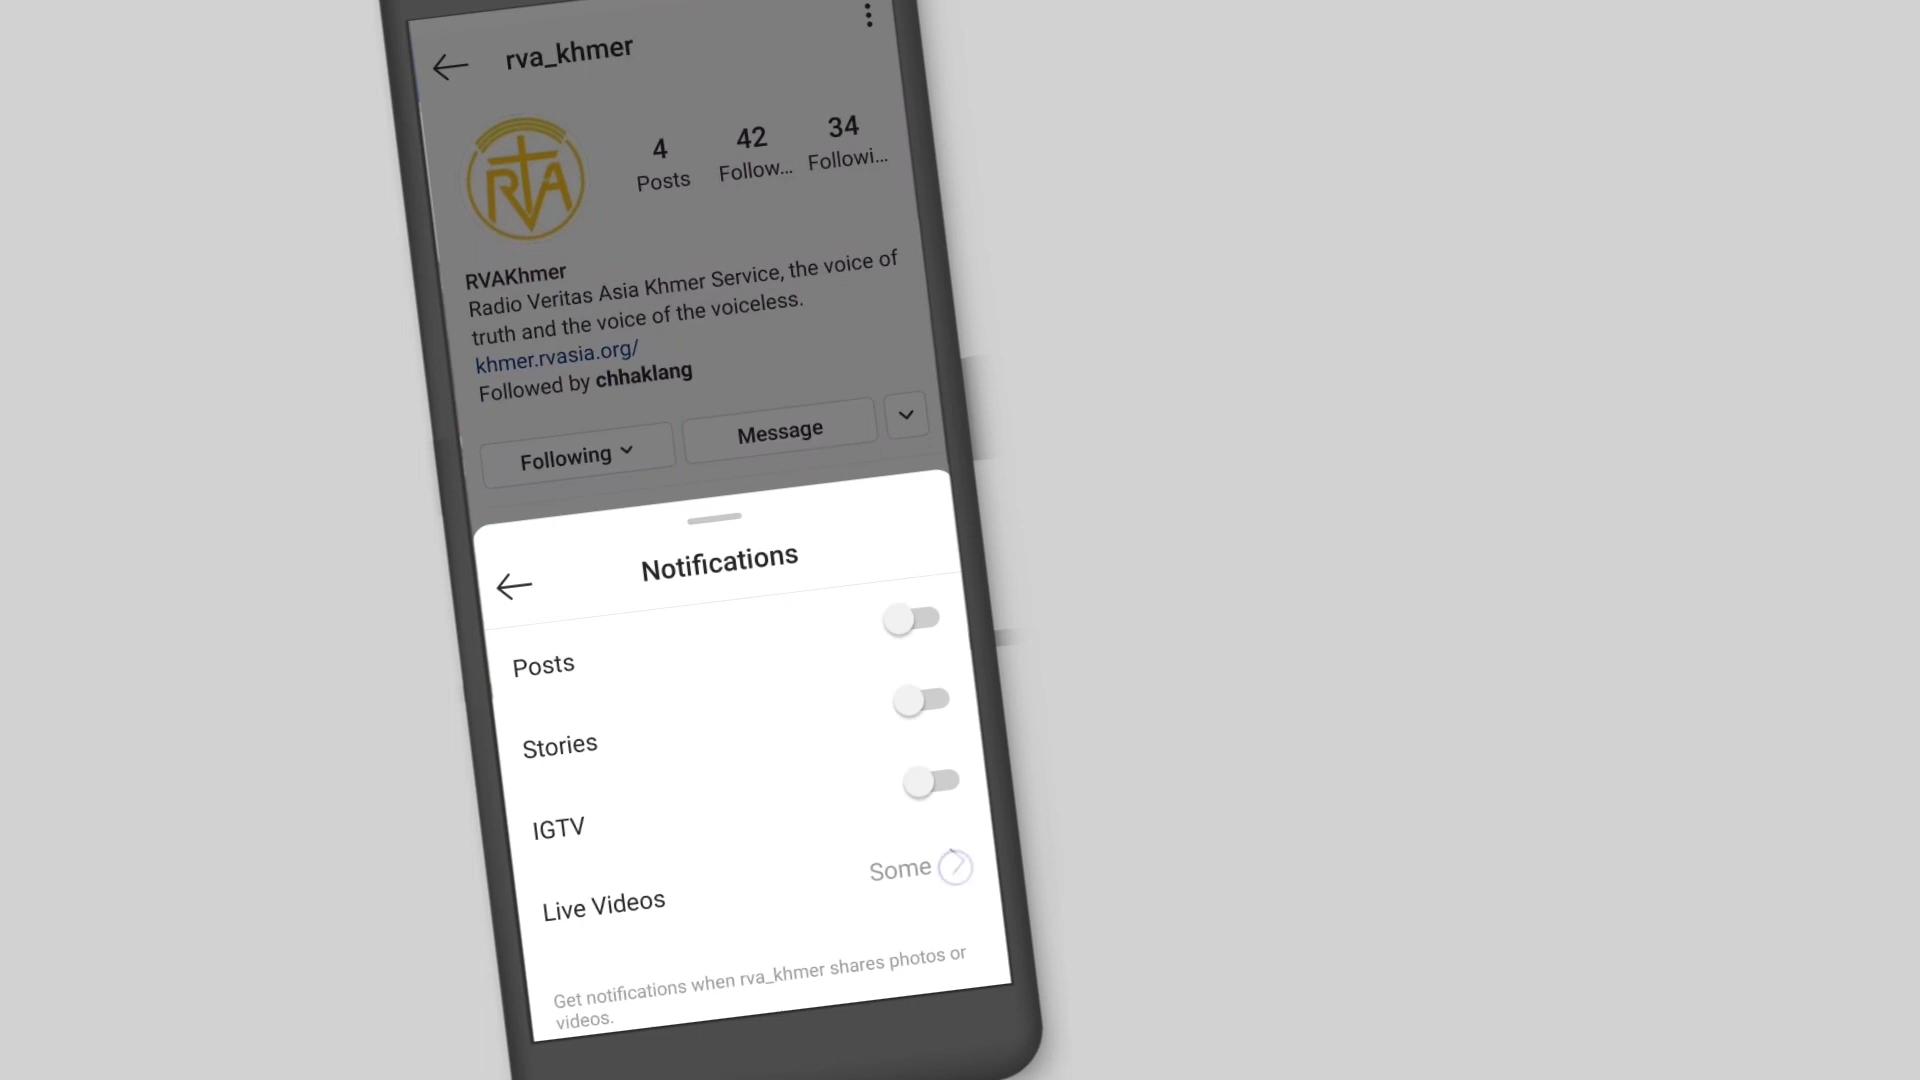 rva_khmer
RVA
4
Posts
42
Follow...
34
Followi...
RVAKhmer
Radio Veritas Asia Khmer Service, the voice of
truth and the voice of the voiceless.
khmer.rvasia.org/
Followed by chhaklang
Following
Message
Notifications
Posts
Stories
IGTV
Live Videos
Some
Get notifications when rva_khmer shares photos or
videos.